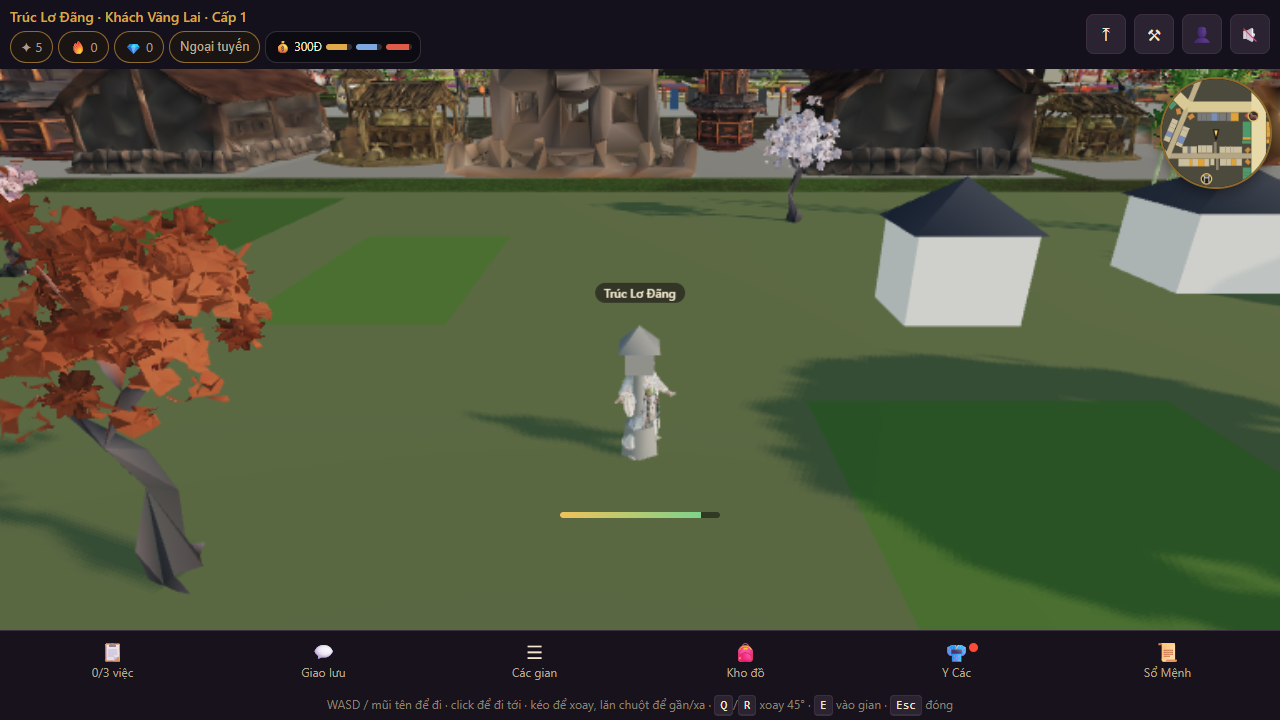 Trúc Lơ Đãng · Khách Vãng Lai · Cấp 1
5 0 0 Ngoại tuyến 300Đ
Trúc Lơ Đãng
0/3 việc Giao lưu Các gian Kho đồ Y Các Sổ Mệnh
WASD / mũi tên để đi · click để đi tới · kéo để xoay, lăn chuột để gần/xa · Q / R xoay 45° · E vào gian · Esc đóng